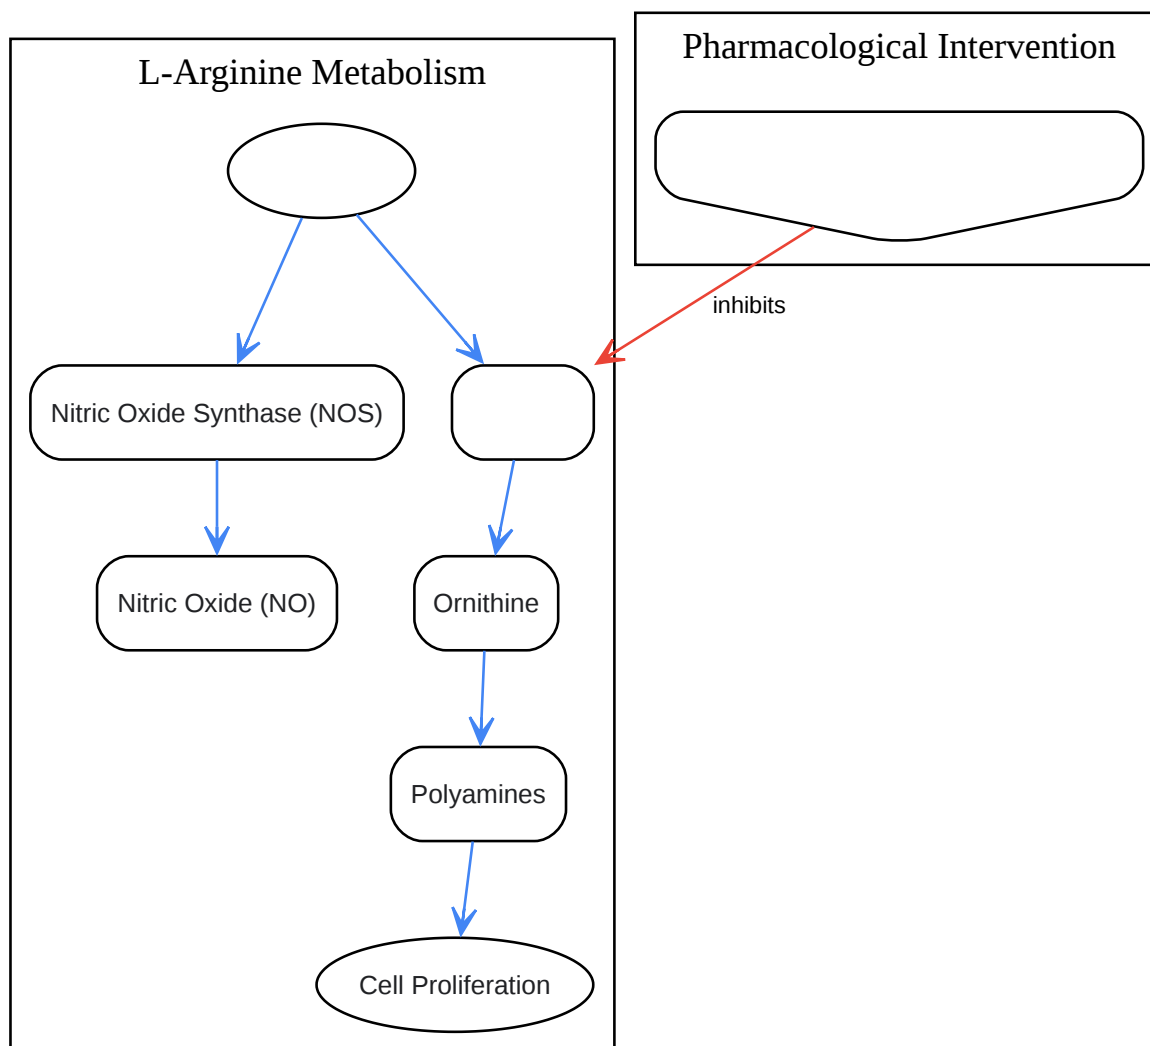 Pharmacological Intervention
L-Arginine Metabolism
inhibits
Nitric Oxide Synthase (NOS)
Nitric Oxide (NO)
Ornithine
Polyamines
Cell Proliferation